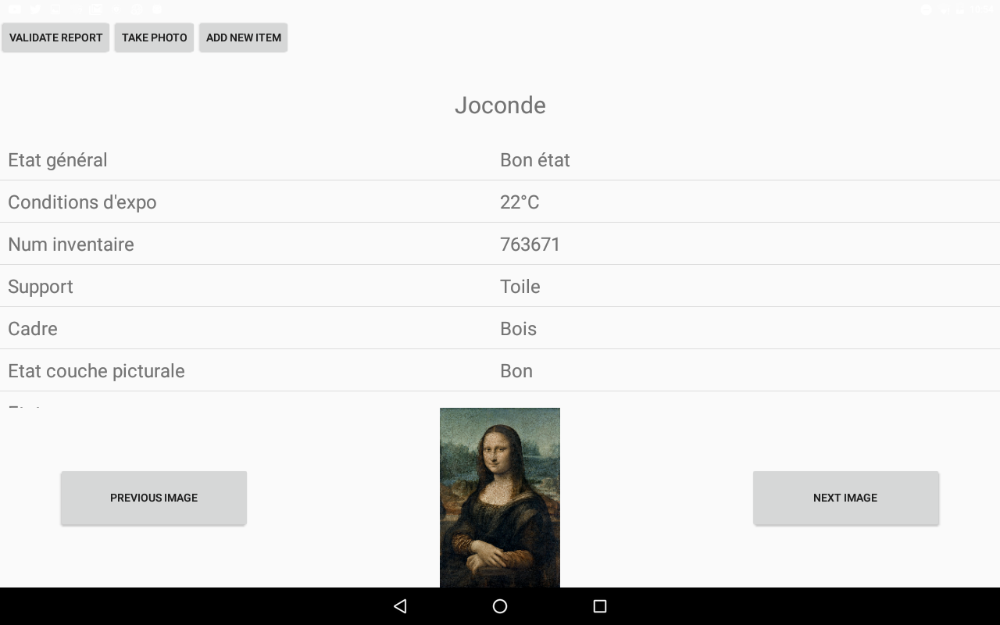 VALIDATE REPORT TAKE PHOTO ADD NEW ITEM
Joconde
Etat général Bon état
Conditions d'expo 22°C
Num inventaire 763671
Support Toile
Cadre Bois
Etat couche picturale Bon
PREVIOUS IMAGE NEXT IMAGE